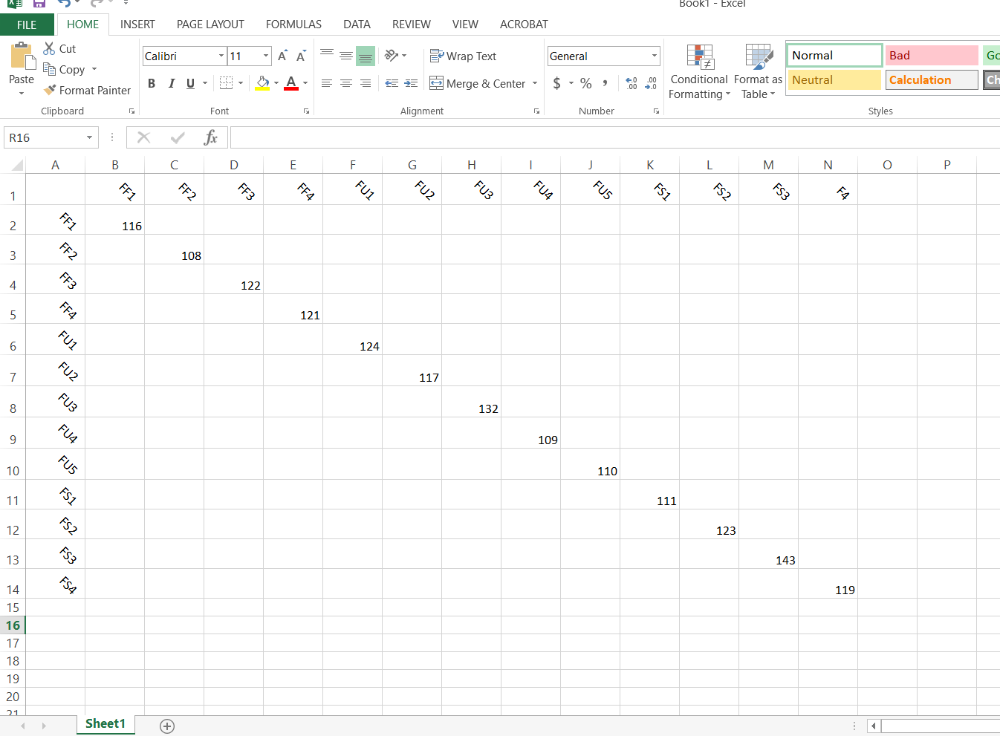 Book1 - Excel
FILE HOME INSERT PAGE LAYOUT FORMULAS DATA REVIEW VIEW ACROBAT
Paste
Cut
Copy
Format Painter
Clipboard
Calibri 11
B I U
Font
Wrap Text
Merge & Center
Alignment
General
$ % ,
Number
Conditional Formatting
Format as Table
Normal Bad
Neutral Calculation
Styles
R16 fx
A B C D E F G H I J K L M N O P
1 FF1 FF2 FF3 FF4 FU1 FU2 FU3 FU4 FU5 FS1 FS2 FS3 F4
2 FF1 116
3 FF2 108
4 FF3 122
5 FF4 121
6 FU1 124
7 FU2 117
8 FU3 132
9 FU4 109
10 FU5 110
11 FS1 111
12 FS2 123
13 FS3 143
14 FS4 119
15
16
17
18
19
20
21
Sheet1